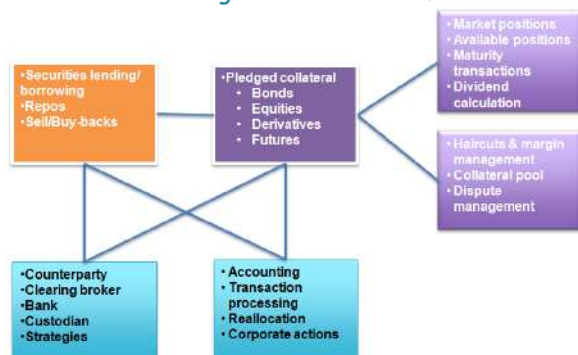 •Securities lending/
borrowing
•Repos
•Sell/Buy-backs
•Pledged collateral
• Bonds
• Equities
• Derivatives
• Futures
• Market positions
• Available positions
• Maturity
transactions
• Dividend
calculation
• Haircuts & margin
management
• Collateral pool
• Dispute
management
•Counterparty
•Clearing broker
•Bank
•Custodian
•Strategies
• Accounting
• Transaction
processing
• Reallocation
• Corporate actions